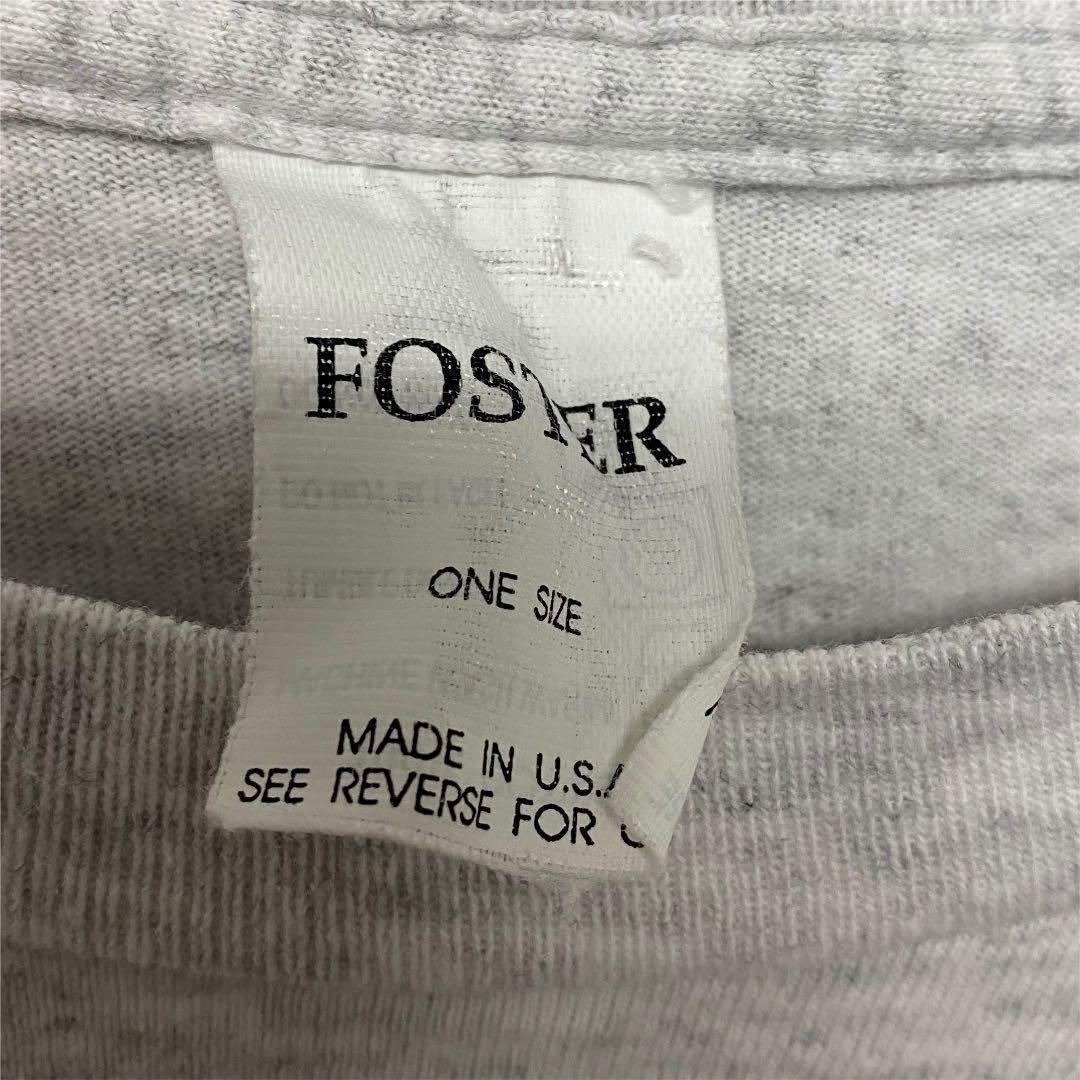 FOSTER
ONE SIZE
MADE IN U.S.
SEE REVERSE FOR